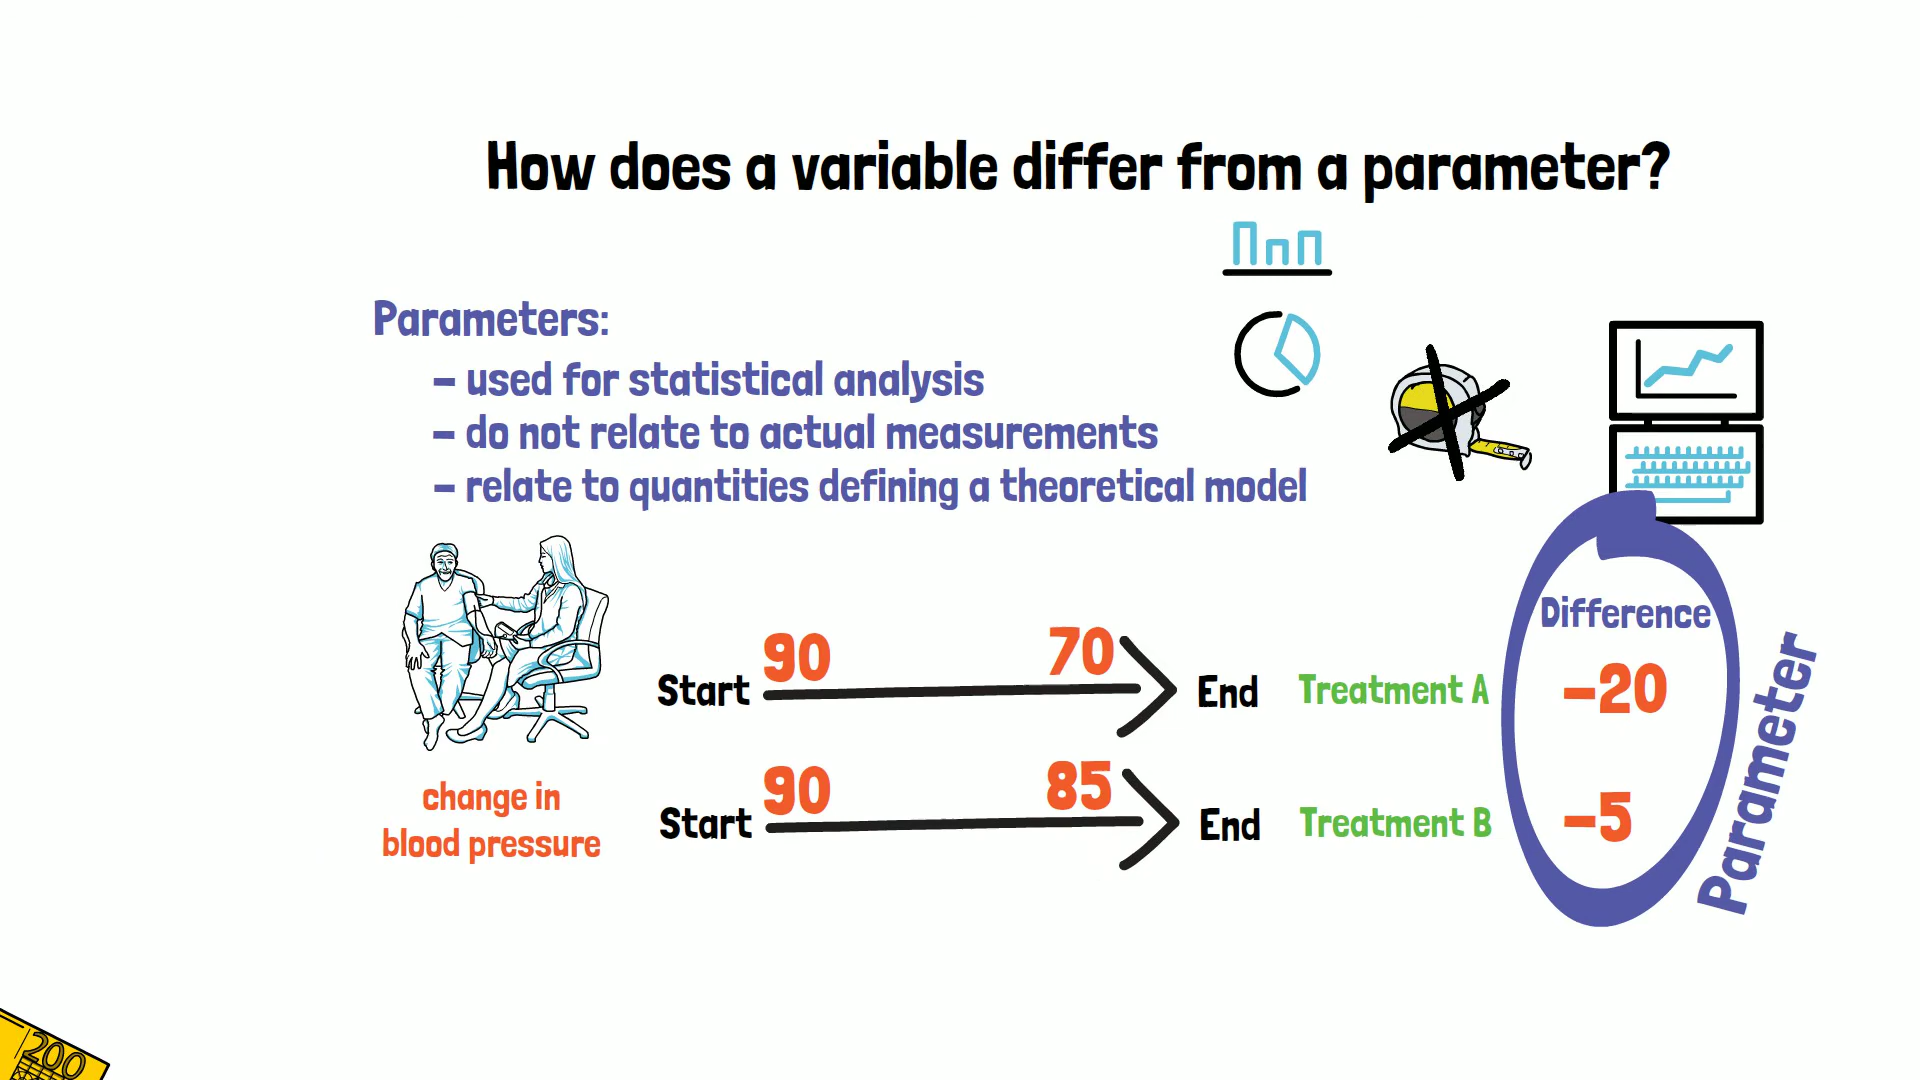 How does a variable differ from a parameter?
Parameters:
– used for statistical analysis
– do not relate to actual measurements
– relate to quantities defining a theoretical model
change in
blood pressure
Start 90 70 End Treatment A
Start 90 85 End Treatment B
Difference
–20
–5
Parameter
200